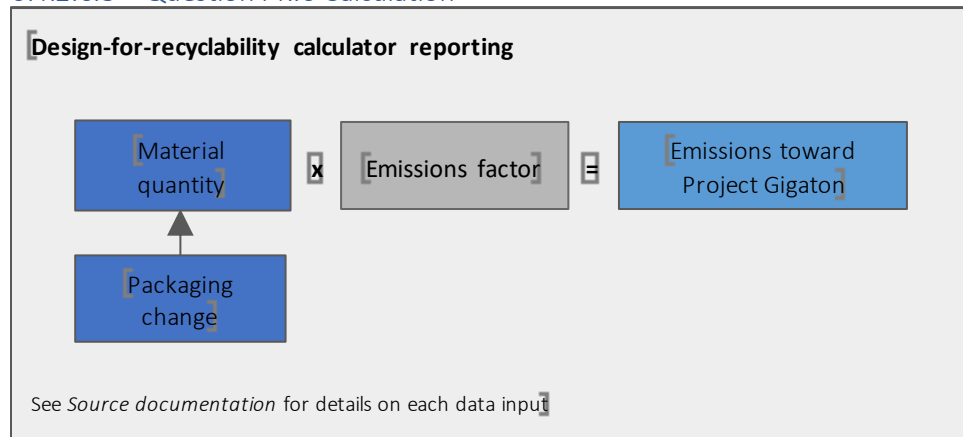 Design-for-recyclability calculator reporting
Material
quantity
x
Emissions factor
=
Emissions toward
Project Gigaton
Packaging
change
See Source documentation for details on each data input